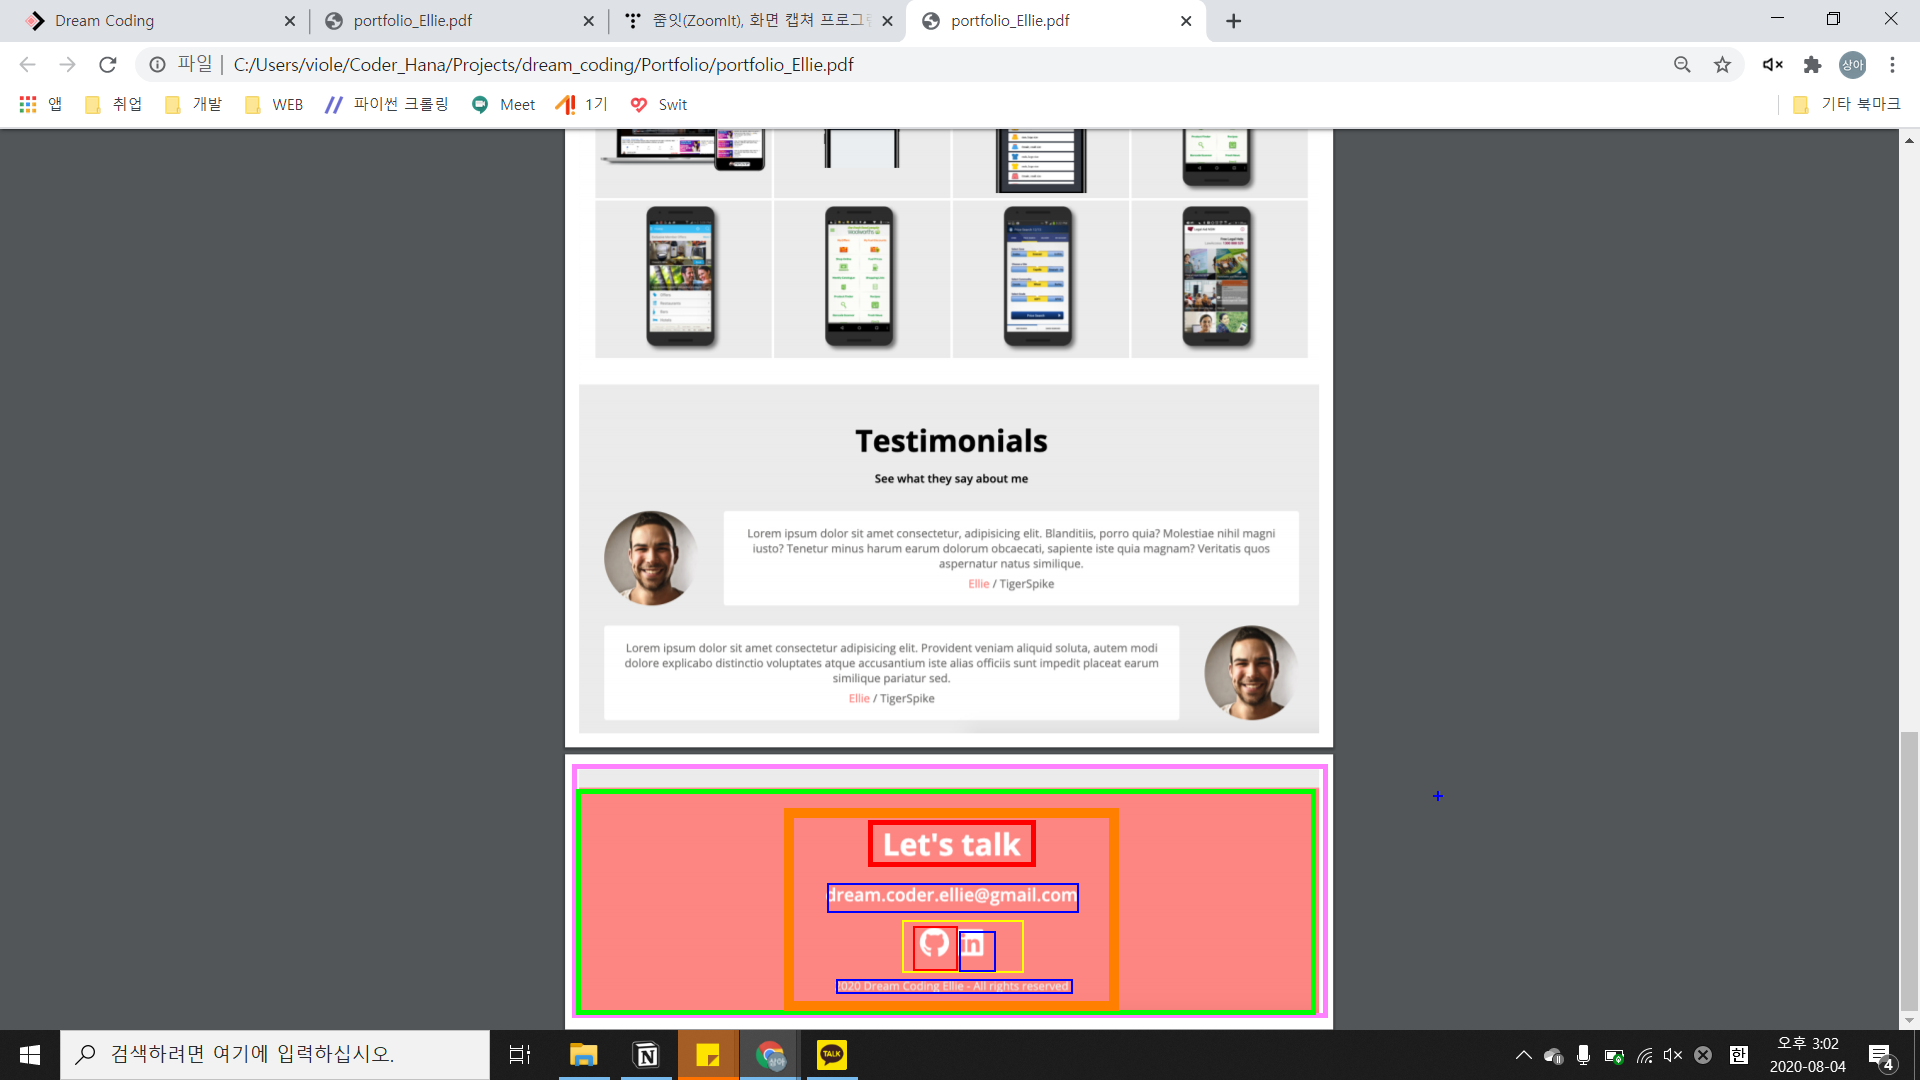 Dream Coding
portfolio_Ellie.pdf
줌잇(ZoomIt), 화면 캡쳐 프로그
portfolio_Ellie.pdf
파일
C:/Users/viole/Coder_Hana/Projects/dream_coding/Portfolio/portfolio_Ellie.pdf
상아
앱
취업
개발
WEB
파이썬 크롤링
Meet
1기
Swit
기타 북마크
Testimonials
See what they say about me
Lorem ipsum dolor sit amet consectetur, adipisicing elit. Blanditiis, porro quia? Molestiae nihil magni
iusto? Tenetur minus harum earum dolorum obcaecati, sapiente iste quia magnam? Veritatis quos
aspernatur natus similique.
Ellie / TigerSpike
Lorem ipsum dolor sit amet consectetur adipisicing elit. Provident veniam aliquid soluta, autem modi
dolore explicabo distinctio voluptates atque accusantium iste alias officiis sunt impedit placeat earum
similique pariatur sed.
Ellie / TigerSpike
Let's talk
dream.coder.ellie@gmail.com
in
2020 Dream Coding Ellie - All rights reserved
검색하려면 여기에 입력하십시오.
상아
TALK
한
오후 3:02
2020-08-04
4